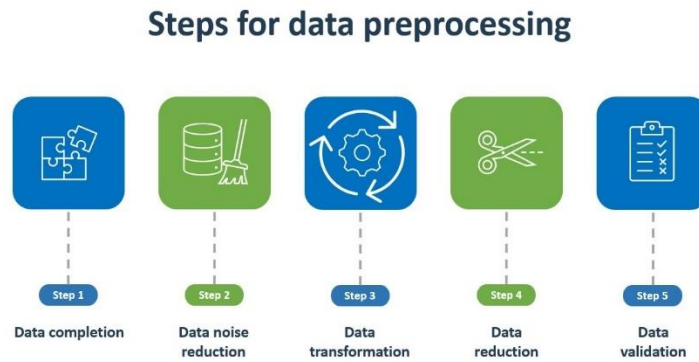 Steps for data preprocessing
Step 1
Step 2
Step 3
Step 4
Step 5
Data completion
Data noise
reduction
Data
transformation
Data
reduction
Data
validation